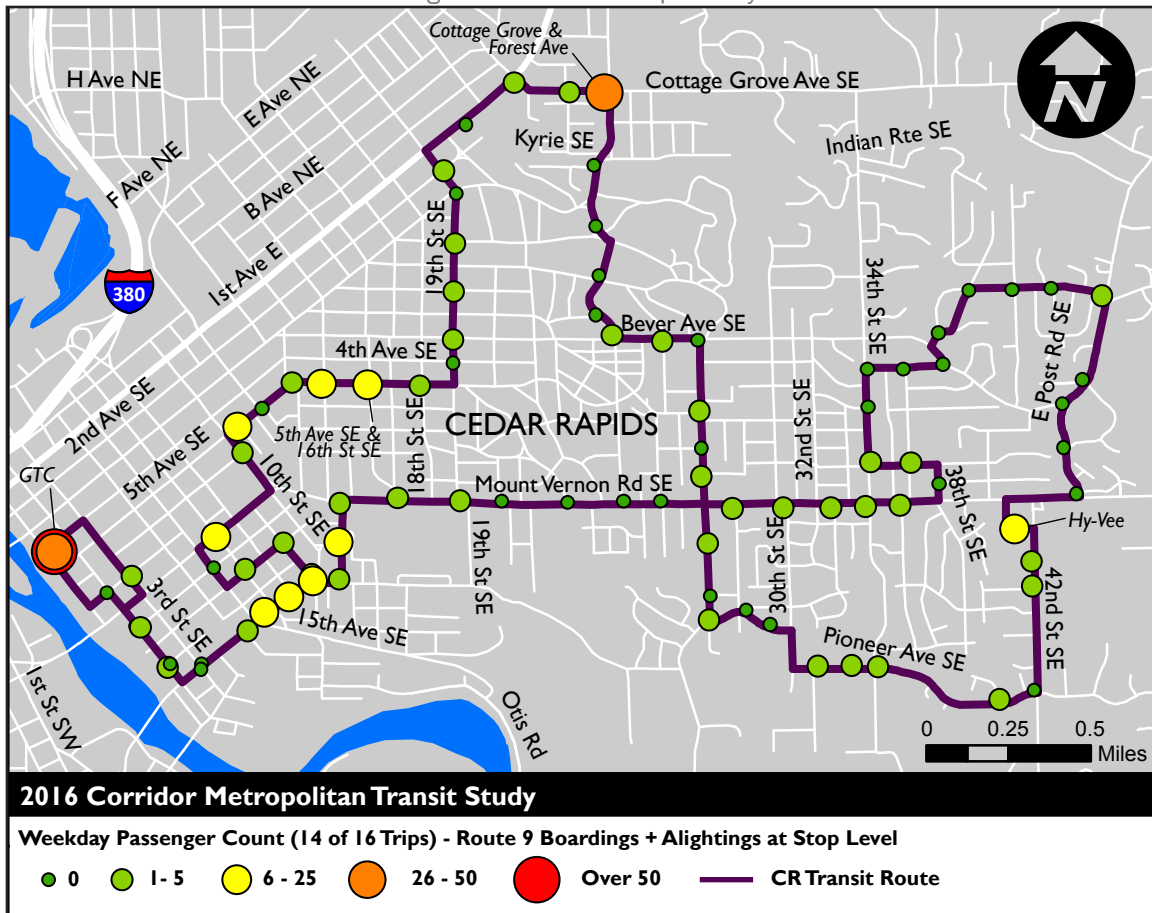 Cottage Grove &
Forest Ave
H Ave NE
E Ave NE
Cottage Grove Ave SE
N
F Ave NE
B Ave NE
Kyrie SE
Indian Rte SE
1st Ave E
19th St SE
380
34th St SE
4th Ave SE
Bever Ave SE
E Post Rd SE
2nd Ave SE
5th Ave SE &
16th St SE
18th St SE
CEDAR RAPIDS
32nd St SE
5th Ave SE
10th St SE
GTC
Mount Vernon Rd SE
38th St SE
Hy-Vee
19th St SE
30th St SE
3rd St SE
15th Ave SE
42nd St SE
Pioneer Ave SE
1st St SW
Otis Rd
0 0.25 0.5
Miles
2016 Corridor Metropolitan Transit Study
Weekday Passenger Count (14 of 16 Trips) - Route 9 Boardings + Alightings at Stop Level
0 1- 5 6 - 25 26 - 50 Over 50 CR Transit Route